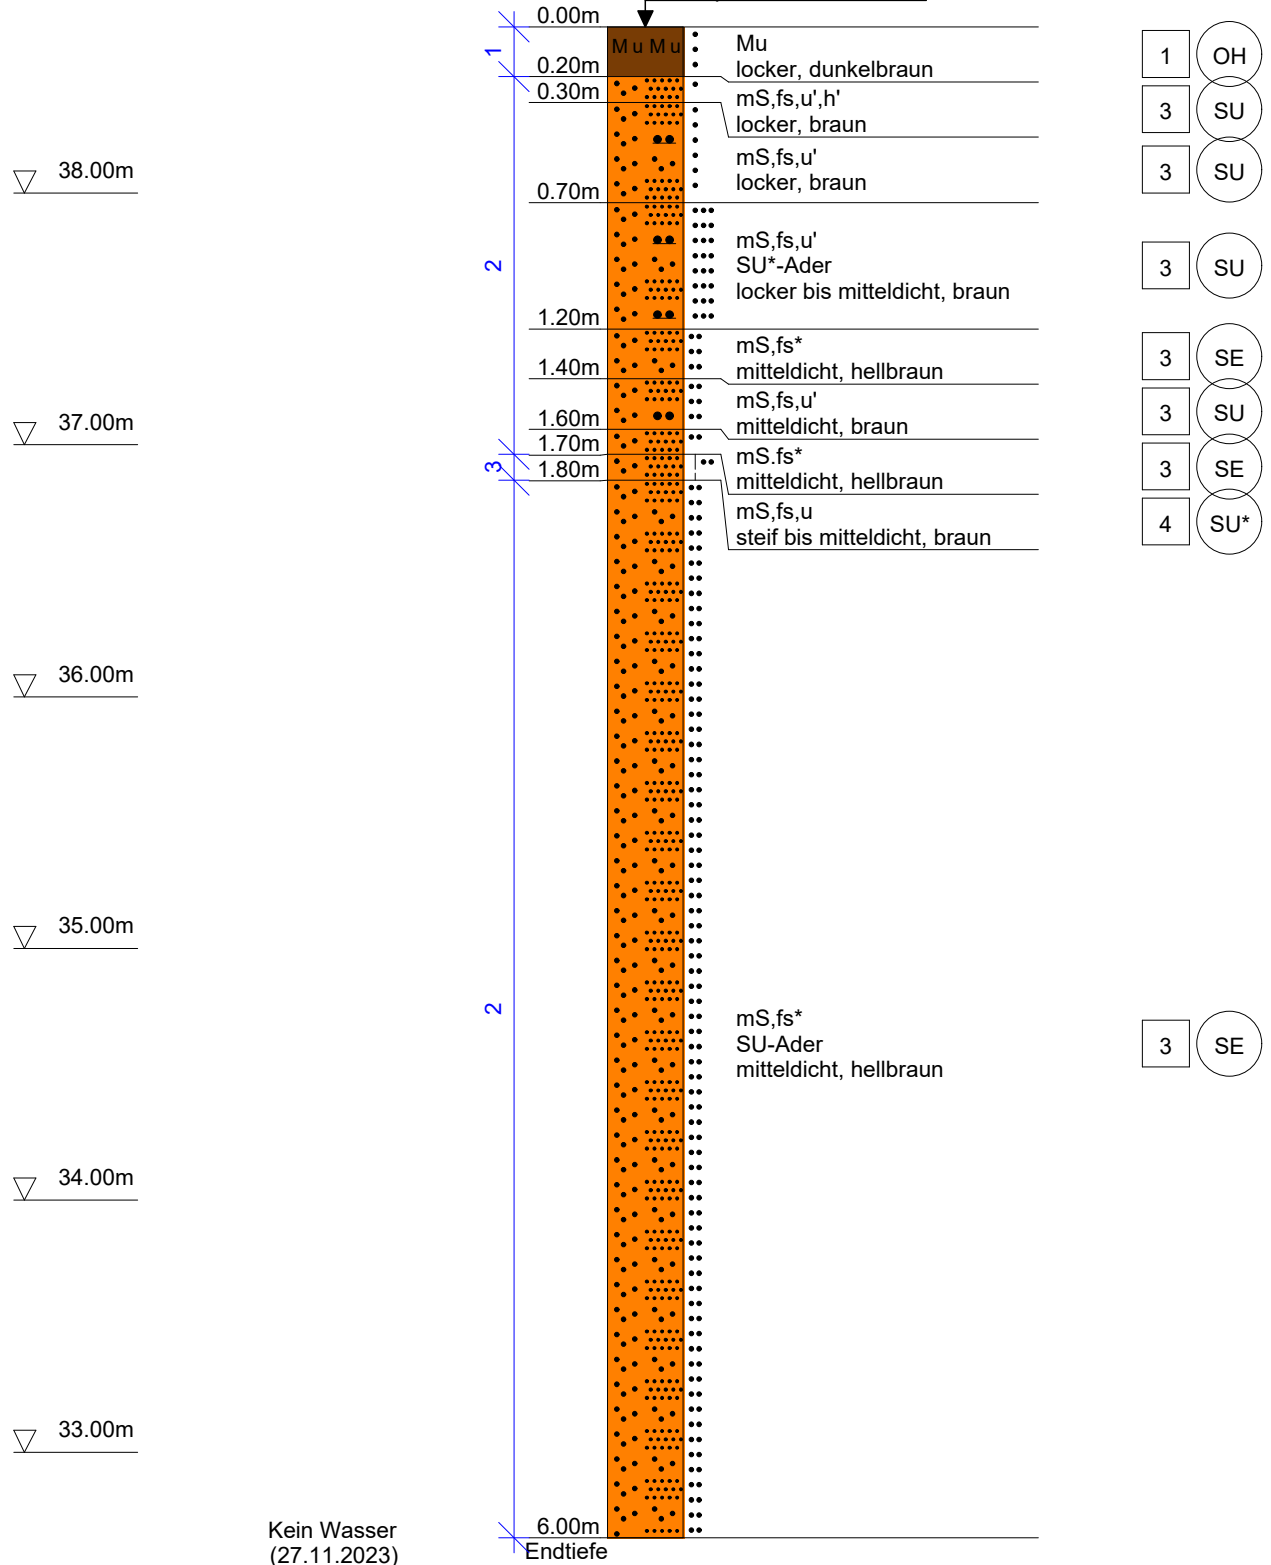 0.00m
Mu Mu
Mu
locker, dunkelbraun
1
OH
1
0.20m
0.30m
mS,fs,u',h'
locker, braun
3
SU
mS,fs,u'
locker, braun
3
SU
38.00m
0.70m
mS,fs,u'
SU*-Ader
locker bis mitteldicht, braun
3
SU
2
1.20m
mS,fs*
mitteldicht, hellbraun
3
SE
1.40m
mS,fs,u'
mitteldicht, braun
3
SU
37.00m
1.60m
1.70m
mS.fs*
mitteldicht, hellbraun
3
SE
3
1.80m
mS,fs,u
steif bis mitteldicht, braun
4
SU*
36.00m
35.00m
2
mS,fs*
SU-Ader
mitteldicht, hellbraun
3
SE
34.00m
33.00m
Kein Wasser
(27.11.2023)
6.00m
Endtiefe